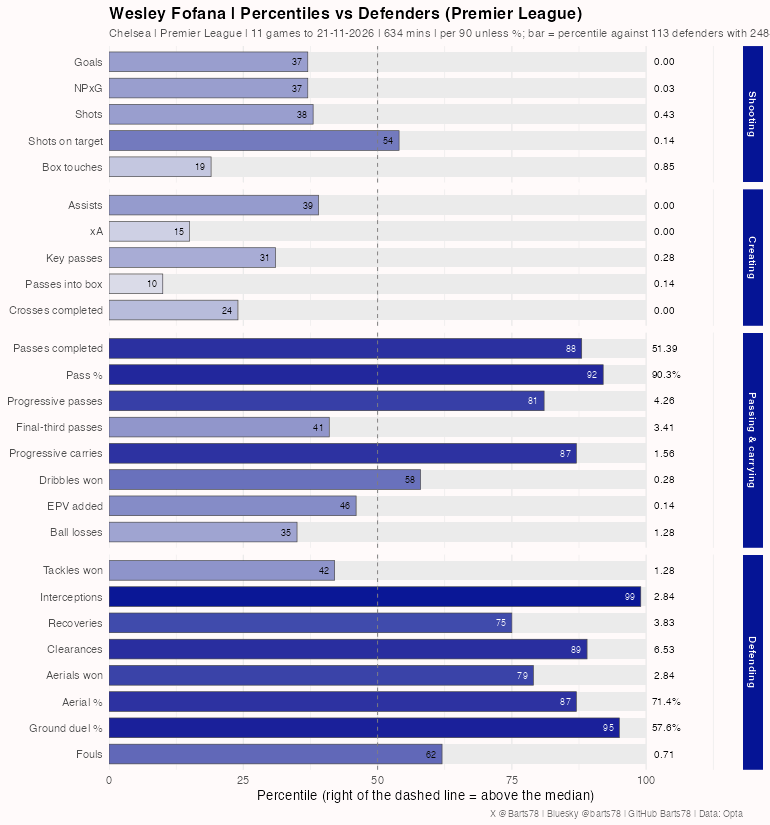 Wesley Fofana | Percentiles vs Defenders (Premier League)
Chelsea | Premier League | 11 games to 21-11-2026 | 634 mins | per 90 unless %; bar = percentile against 113 defenders with 248
Goals 37 0.00
NPxG 37 0.03
Shots 38 0.43
Shots on target 54 0.14
Box touches 19 0.85
Shooting
Assists 39 0.00
xA 15 0.00
Key passes 31 0.28
Passes into box 10 0.14
Crosses completed 24 0.00
Creating
Passes completed 88 51.39
Pass % 92 90.3%
Progressive passes 81 4.26
Final-third passes 41 3.41
Progressive carries 87 1.56
Dribbles won 58 0.28
EPV added 46 0.14
Ball losses 35 1.28
Passing & carrying
Tackles won 42 1.28
Interceptions 99 2.84
Recoveries 75 3.83
Clearances 89 6.53
Aerials won 79 2.84
Aerial % 87 71.4%
Ground duel % 95 57.6%
Fouls 62 0.71
Defending
0 25 50 75 100
Percentile (right of the dashed line = above the median)
X @Barts78 | Bluesky @barts78 | GitHub Barts78 | Data: Opta